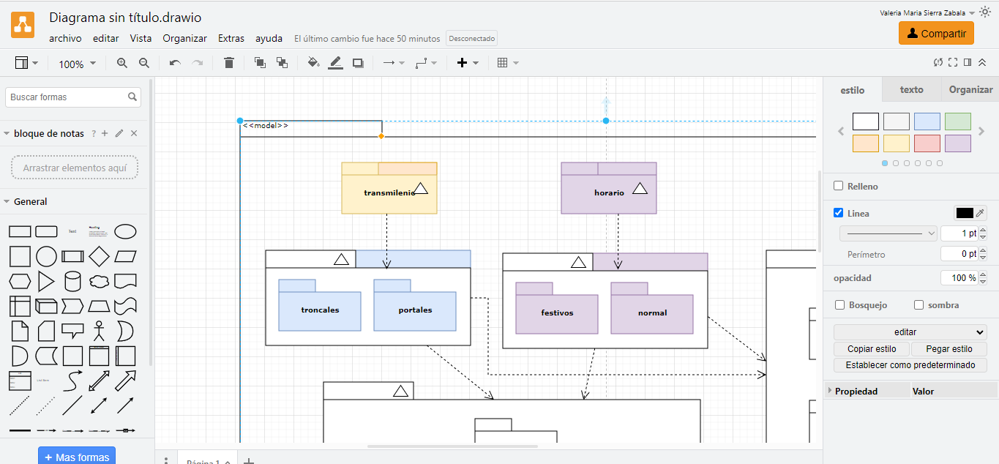 Diagrama sin título.drawio
Valeria Maria Sierra Zabala
archivo editar Vista Organizar Extras ayuda El último cambio fue hace 50 minutos Desconectado
Compartir
100%
Buscar formas
bloque de notas ?
Arrastrar elementos aquí
General
Text
Heading
List Item
+ Mas formas
<<model>>
transmilenio
horario
troncales
portales
festivos
normal
Página 1
estilo texto Organizar
Relleno
Linea
1 pt
Perímetro 0 pt
opacidad 100 %
Bosquejo sombra
editar
Copiar estilo Pegar estilo
Establecer como predeterminado
Propiedad Valor